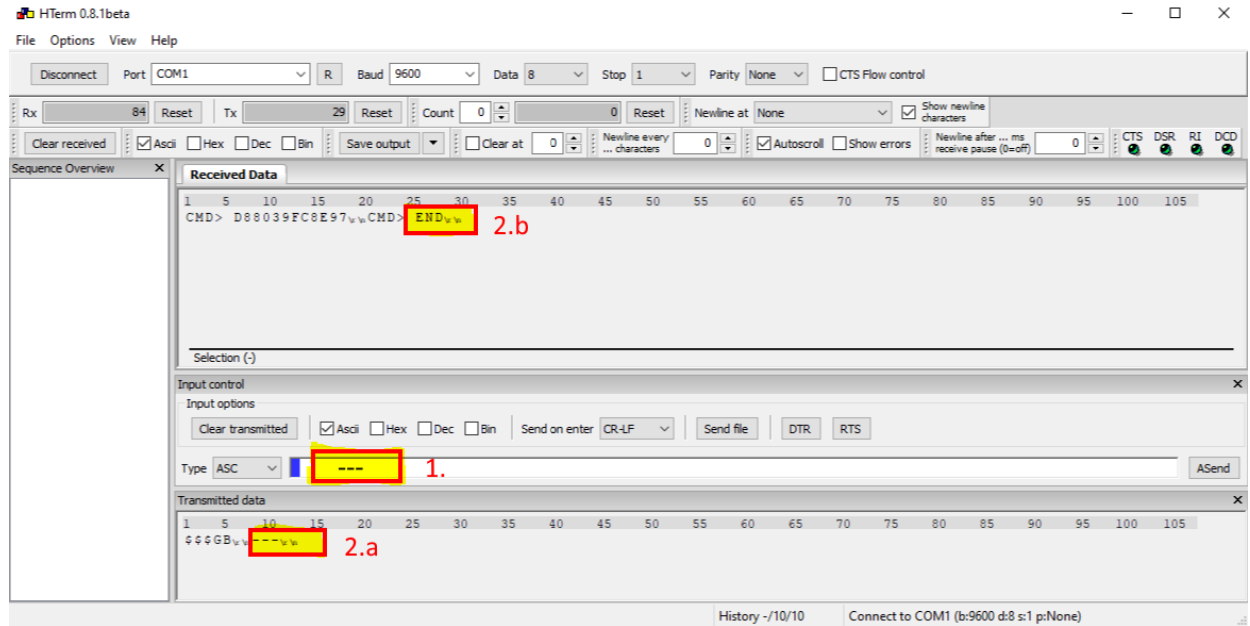 HTerm 0.8.1beta
File Options View Help
Disconnect Port COM1 R Baud 9600 Data 8 Stop 1 Parity None CTS Flow control
Rx 84 Reset Tx 29 Reset Count 0 0 Reset Newline at None Show newline characters
Clear received Ascii Hex Dec Bin Save output Clear at 0 Newline every ... characters 0 Autoscroll Show errors Newline after ... ms receive pause (0=off) 0 CTS DSR RI DCD
Sequence Overview X Received Data
1 5 10 15 20 25 30 35 40 45 50 55 60 65 70 75 80 85 90 95 100 105
CMD> D88039FC8E97\r\nCMD> END\r\n 2.b
Selection (-)
Input control
Input options
Clear transmitted Ascii Hex Dec Bin Send on enter CR-LF Send file DTR RTS
Type ASC --- 1. ASend
Transmitted data
1 5 10 15 20 25 30 35 40 45 50 55 60 65 70 75 80 85 90 95 100 105
$$$GB\r\n---\r\n 2.a
History -/10/10 Connect to COM1 (b:9600 d:8 s:1 p:None)